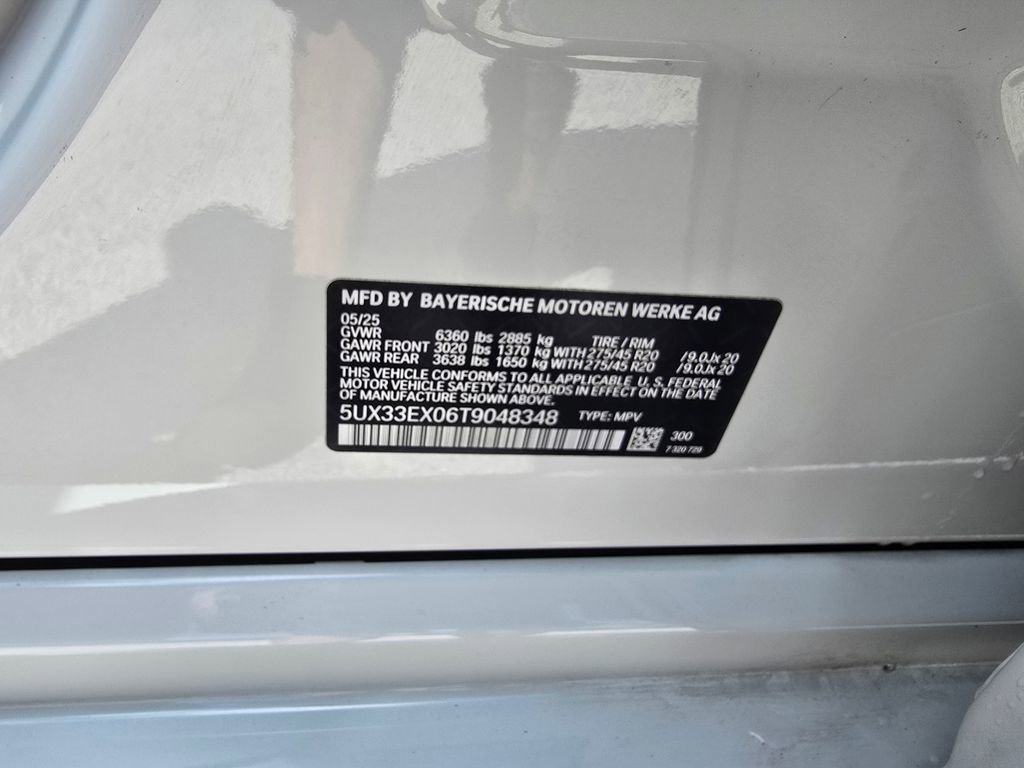 MFD BY BAYERISCHE MOTOREN WERKE AG
05/25
GVWR 6360 lbs 2885 kg TIRE / RIM
GAWR FRONT 3020 lbs 1370 kg WITH 275/45 R20 /9.0Jx20
GAWR REAR 3638 lbs 1650 kg WITH 275/45 R20 /9.0Jx20
THIS VEHICLE CONFORMS TO ALL APPLICABLE, U. S. FEDERAL
MOTOR VEHICLE SAFETY STANDARDS IN EFFECT ON THE DATE
OF MANUFACTURE SHOWN ABOVE.
5UX33EX06T9048348 TYPE: MPV
300
7 320 729